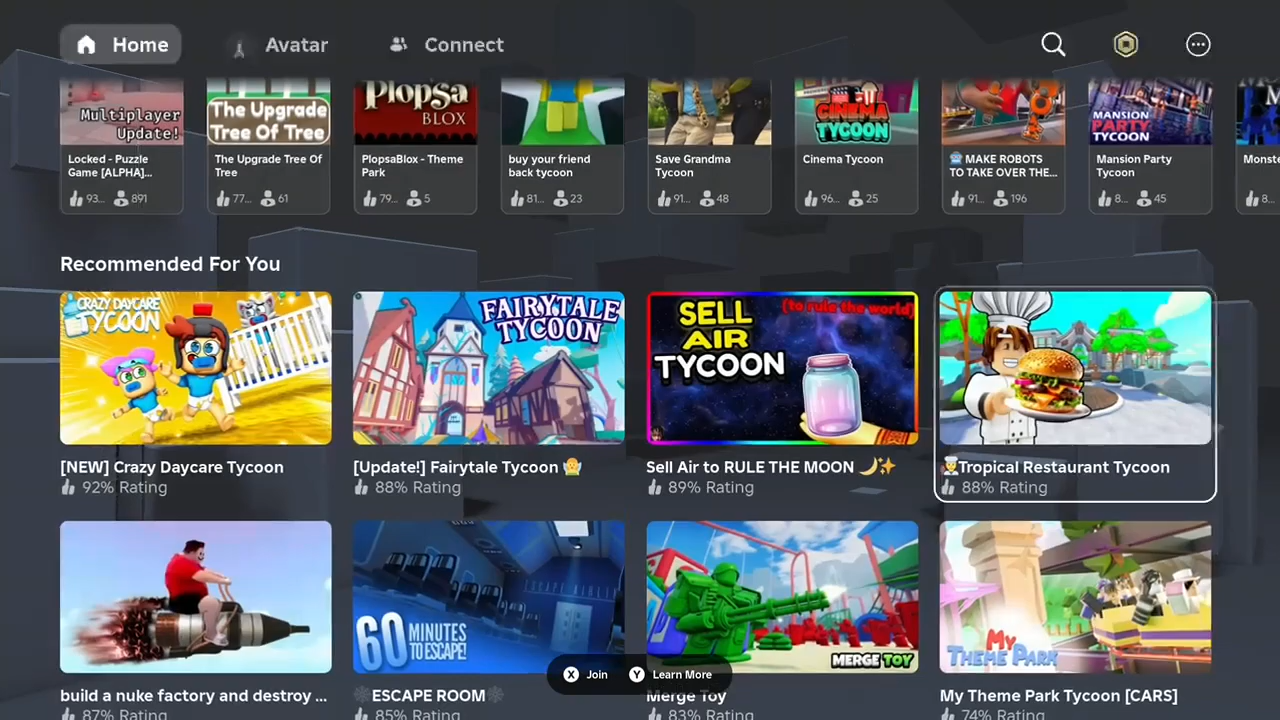 Home
Avatar
Connect
Multiplayer
Update!
The Upgrade
Tree Of Tree
Plopsa
BLOX
CINEMA
TYCOON
MANSION
PARTY
TYCOON
Locked - Puzzle
Game [ALPHA]...
The Upgrade Tree Of
Tree
PlopsaBlox - Theme
Park
buy your friend
back tycoon
Save Grandma
Tycoon
Cinema Tycoon
MAKE ROBOTS
TO TAKE OVER THE...
Mansion Party
Tycoon
Monste
93... 891
77... 61
79... 5
81... 23
91... 48
96... 25
91... 196
8... 45
8...
Recommended For You
CRAZY DAYCARE
TYCOON
FAIRYTALE
TYCOON
SELL
AIR
TYCOON
(to rule the world)
[NEW] Crazy Daycare Tycoon
92% Rating
[Update!] Fairytale Tycoon 👸
88% Rating
Sell Air to RULE THE MOON 🌙✨
89% Rating
👨‍🍳Tropical Restaurant Tycoon
88% Rating
60 MINUTES
TO ESCAPE!
MERGE TOY
MY
THEME PARK
X Join
Y Learn More
build a nuke factory and destroy ...
87% Rating
❄ESCAPE ROOM❄
85% Rating
Merge Toy
83% Rating
My Theme Park Tycoon [CARS]
74% Rating